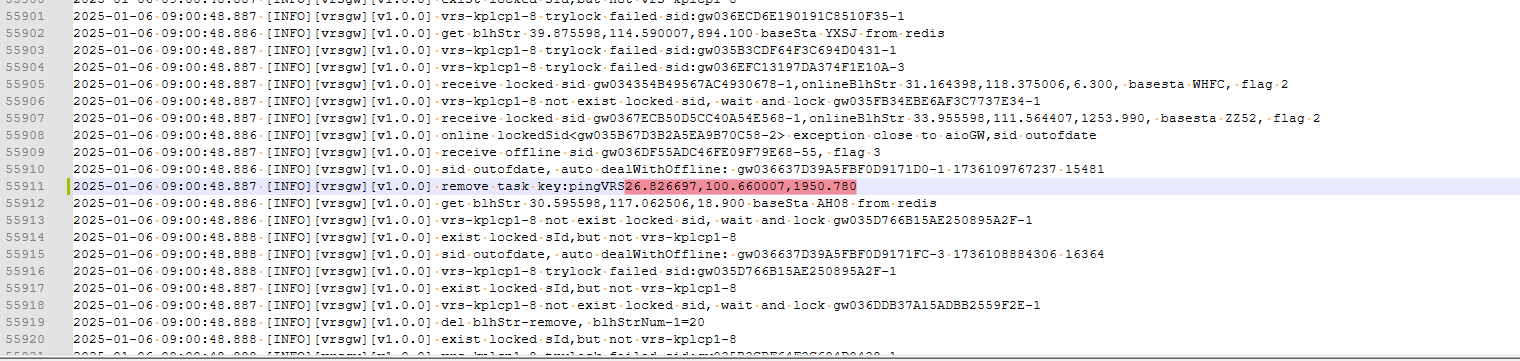 55901 2025-01-06 09:00:48.887 [INFO][vrsgw][v1.0.0] vrs-kplcp1-8 trylock failed sid:gw036ECD6E190191C8510F35-1
55902 2025-01-06 09:00:48.886 [INFO][vrsgw][v1.0.0] get blhStr 39.875598,114.590007,894.100 baseSta YXSJ from redis
55903 2025-01-06 09:00:48.887 [INFO][vrsgw][v1.0.0] vrs-kplcp1-8 trylock failed sid:gw035B3CDF64F3C694D0431-1
55904 2025-01-06 09:00:48.887 [INFO][vrsgw][v1.0.0] vrs-kplcp1-8 trylock failed sid:gw036EFC13197DA374F1E10A-3
55905 2025-01-06 09:00:48.887 [INFO][vrsgw][v1.0.0] receive locked sid gw034354B49567AC4930678-1,onlineBlhStr 31.164398,118.375006,6.300, basesta WHFC, flag 2
55906 2025-01-06 09:00:48.887 [INFO][vrsgw][v1.0.0] vrs-kplcp1-8 not exist locked sid, wait and lock gw035FB34EBE6AF3C7737E34-1
55907 2025-01-06 09:00:48.887 [INFO][vrsgw][v1.0.0] receive locked sid gw0367ECB50D5CC40A54E568-1,onlineBlhStr 33.955598,111.564407,1253.990, basesta ZZ52, flag 2
55908 2025-01-06 09:00:48.886 [INFO][vrsgw][v1.0.0] online lockedSid<gw035B67D3B2A5EA9B70C58-2> exception close to aioGW,sid outofdate
55909 2025-01-06 09:00:48.887 [INFO][vrsgw][v1.0.0] receive offline sid gw036DF55ADC46FE09F79E68-55, flag 3
55910 2025-01-06 09:00:48.886 [INFO][vrsgw][v1.0.0] sid outofdate, auto dealWithOffline: gw036637D39A5FBF0D9171D0-1 1736109767237 15481
55911 2025-01-06 09:00:48.887 [INFO][vrsgw][v1.0.0] remove task key:pingVRS26.826697,100.660007,1950.780
55912 2025-01-06 09:00:48.886 [INFO][vrsgw][v1.0.0] get blhStr 30.595598,117.062506,18.900 baseSta AH08 from redis
55913 2025-01-06 09:00:48.887 [INFO][vrsgw][v1.0.0] vrs-kplcp1-8 not exist locked sid, wait and lock gw035D766B15AE250895A2F-1
55914 2025-01-06 09:00:48.888 [INFO][vrsgw][v1.0.0] exist locked sId,but not vrs-kplcp1-8
55915 2025-01-06 09:00:48.888 [INFO][vrsgw][v1.0.0] sid outofdate, auto dealWithOffline: gw036637D39A5FBF0D9171FC-3 1736108884306 16364
55916 2025-01-06 09:00:48.888 [INFO][vrsgw][v1.0.0] vrs-kplcp1-8 trylock failed sid:gw035D766B15AE250895A2F-1
55917 2025-01-06 09:00:48.887 [INFO][vrsgw][v1.0.0] exist locked sId,but not vrs-kplcp1-8
55918 2025-01-06 09:00:48.887 [INFO][vrsgw][v1.0.0] vrs-kplcp1-8 not exist locked sid, wait and lock gw036DDB37A15ADBB2559F2E-1
55919 2025-01-06 09:00:48.888 [INFO][vrsgw][v1.0.0] del blhStr-remove, blhStrNum-1=20
55920 2025-01-06 09:00:48.888 [INFO][vrsgw][v1.0.0] exist locked sId,but not vrs-kplcp1-8